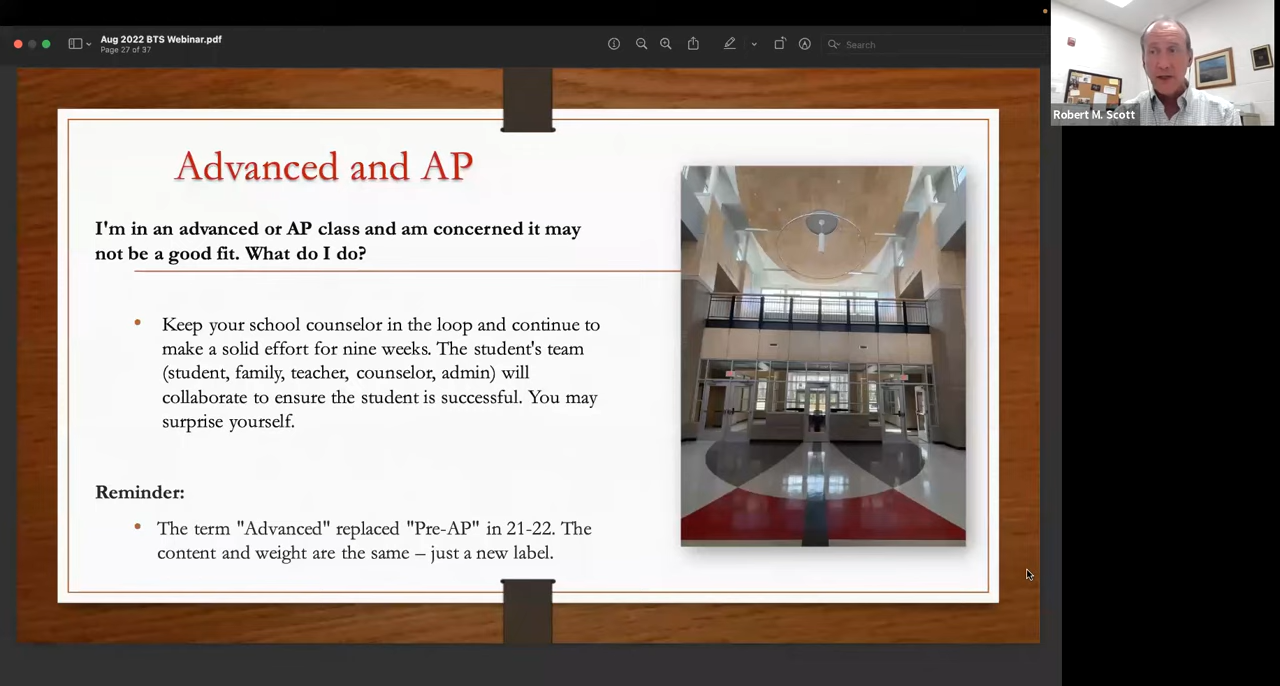 Aug 2022 BTS Webinar.pdf
Page 27 of 37
Search
Robert M. Scott
Advanced and AP
I'm in an advanced or AP class and am concerned it may
not be a good fit. What do I do?
Keep your school counselor in the loop and continue to
make a solid effort for nine weeks. The student's team
(student, family, teacher, counselor, admin) will
collaborate to ensure the student is successful. You may
surprise yourself.
Reminder:
The term "Advanced" replaced "Pre-AP" in 21-22. The
content and weight are the same – just a new label.